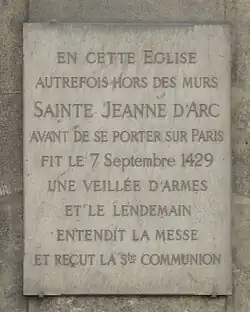 EN CETTE EGLISE
AUTREFOIS HORS DES MURS
SAINTE JEANNE D'ARC
AVANT DE SE PORTER SUR PARIS
FIT LE 7 Septembre 1429
UNE VEILLÉE D'ARMES
ET LE LENDEMAIN
ENTENDIT LA MESSE
ET REÇUT LA Ste COMMUNION